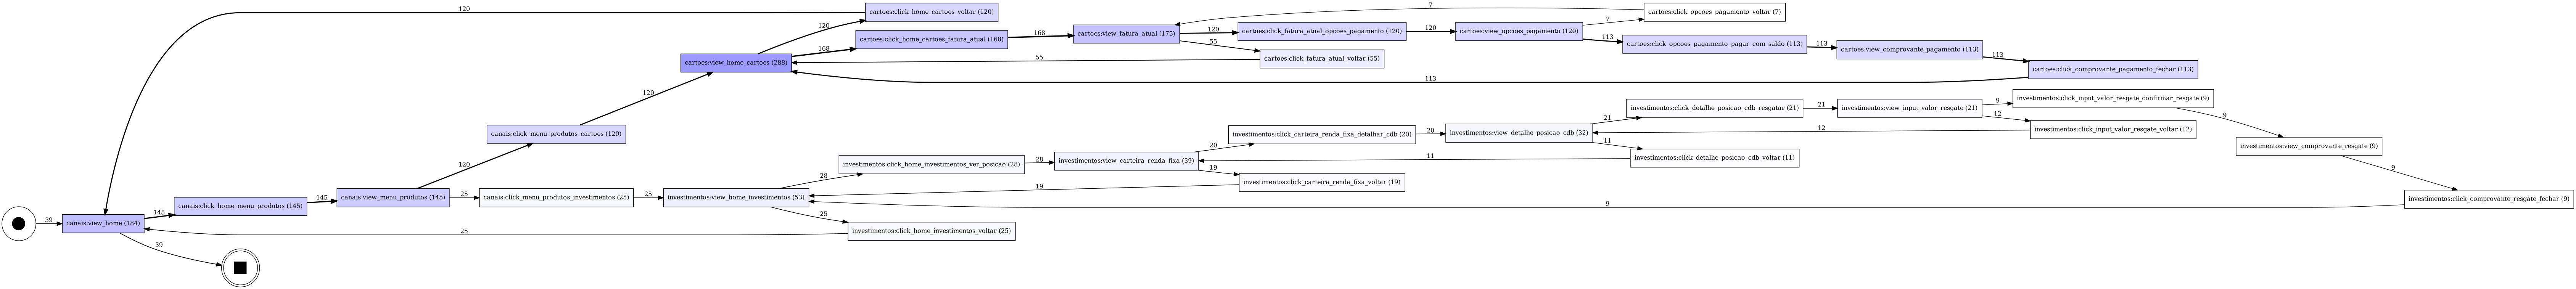 7
120
cartoes:click_home_cartoes_voltar (120)
cartoes:click_opcoes_pagamento_voltar (7)
120
7
168
cartoes:click_home_cartoes_fatura_atual (168)
168
cartoes:view_fatura_atual (175)
120
cartoes:click_fatura_atual_opcoes_pagamento (120)
120
cartoes:view_opcoes_pagamento (120)
113
cartoes:click_opcoes_pagamento_pagar_com_saldo (113)
113
cartoes:view_comprovante_pagamento (113)
113
55
cartoes:view_home_cartoes (288)
55
cartoes:click_fatura_atual_voltar (55)
cartoes:click_comprovante_pagamento_fechar (113)
113
120
canais:click_menu_produtos_cartoes (120)
120
21
investimentos:click_detalhe_posicao_cdb_resgatar (21)
21
investimentos:view_input_valor_resgate (21)
9
investimentos:click_input_valor_resgate_confirmar_resgate (9)
12
9
20
investimentos:click_carteira_renda_fixa_detalhar_cdb (20)
20
investimentos:view_detalhe_posicao_cdb (32)
12
investimentos:click_input_valor_resgate_voltar (12)
11
investimentos:view_comprovante_resgate (9)
28
investimentos:click_home_investimentos_ver_posicao (28)
28
investimentos:view_carteira_renda_fixa (39)
11
investimentos:click_detalhe_posicao_cdb_voltar (11)
9
19
19
investimentos:click_carteira_renda_fixa_voltar (19)
39
canais:view_home (184)
145
canais:click_home_menu_produtos (145)
145
canais:view_menu_produtos (145)
25
canais:click_menu_produtos_investimentos (25)
25
investimentos:view_home_investimentos (53)
9
investimentos:click_comprovante_resgate_fechar (9)
25
25
investimentos:click_home_investimentos_voltar (25)
39